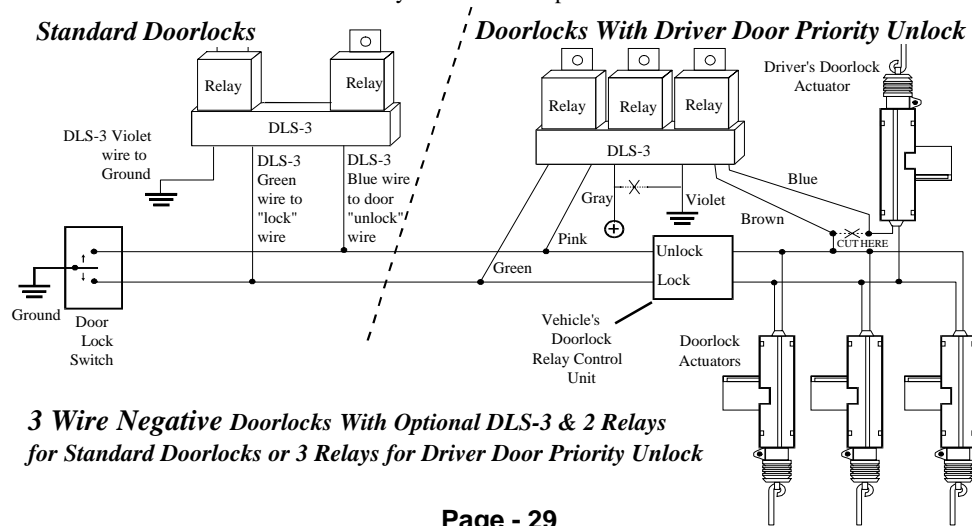 Standard Doorlocks
Doorlocks With Driver Door Priority Unlock
Relay
Relay
DLS-3
DLS-3 Violet
wire to
Ground
DLS-3
Green
wire to
"lock"
wire
DLS-3
Blue wire
to door
"unlock"
wire
Relay
Relay
Relay
DLS-3
Driver's Doorlock
Actuator
Gray
Violet
Blue
Brown
CUT HERE
Pink
Green
Unlock
Lock
Ground
Door
Lock
Switch
Vehicle's
Doorlock
Relay Control
Unit
Doorlock
Actuators
3 Wire Negative Doorlocks With Optional DLS-3 & 2 Relays
for Standard Doorlocks or 3 Relays for Driver Door Priority Unlock
Page - 29